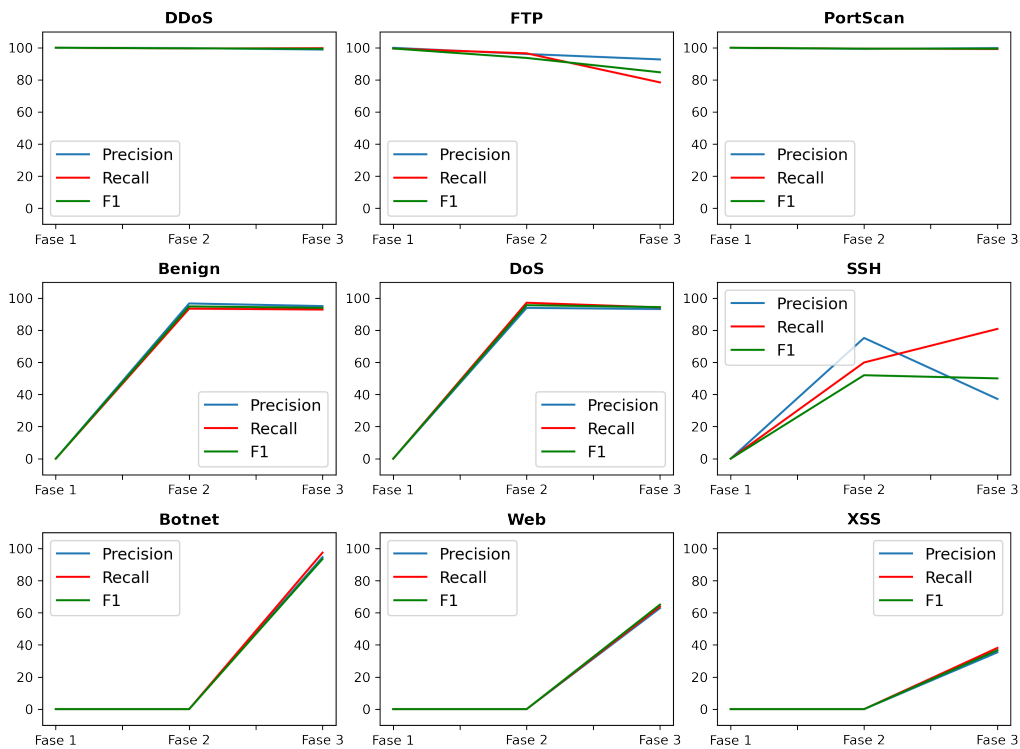 DDoS
100
80
60
40
20
0
Precision
Recall
F1
Fase 1
Fase 2
Fase 3
FTP
100
80
60
40
20
0
Precision
Recall
F1
Fase 1
Fase 2
Fase 3
PortScan
100
80
60
40
20
0
Precision
Recall
F1
Fase 1
Fase 2
Fase 3
Benign
100
80
60
40
20
0
Precision
Recall
F1
Fase 1
Fase 2
Fase 3
DoS
100
80
60
40
20
0
Precision
Recall
F1
Fase 1
Fase 2
Fase 3
SSH
100
80
60
40
20
0
Precision
Recall
F1
Fase 1
Fase 2
Fase 3
Botnet
100
80
60
40
20
0
Precision
Recall
F1
Fase 1
Fase 2
Fase 3
Web
100
80
60
40
20
0
Precision
Recall
F1
Fase 1
Fase 2
Fase 3
XSS
100
80
60
40
20
0
Precision
Recall
F1
Fase 1
Fase 2
Fase 3